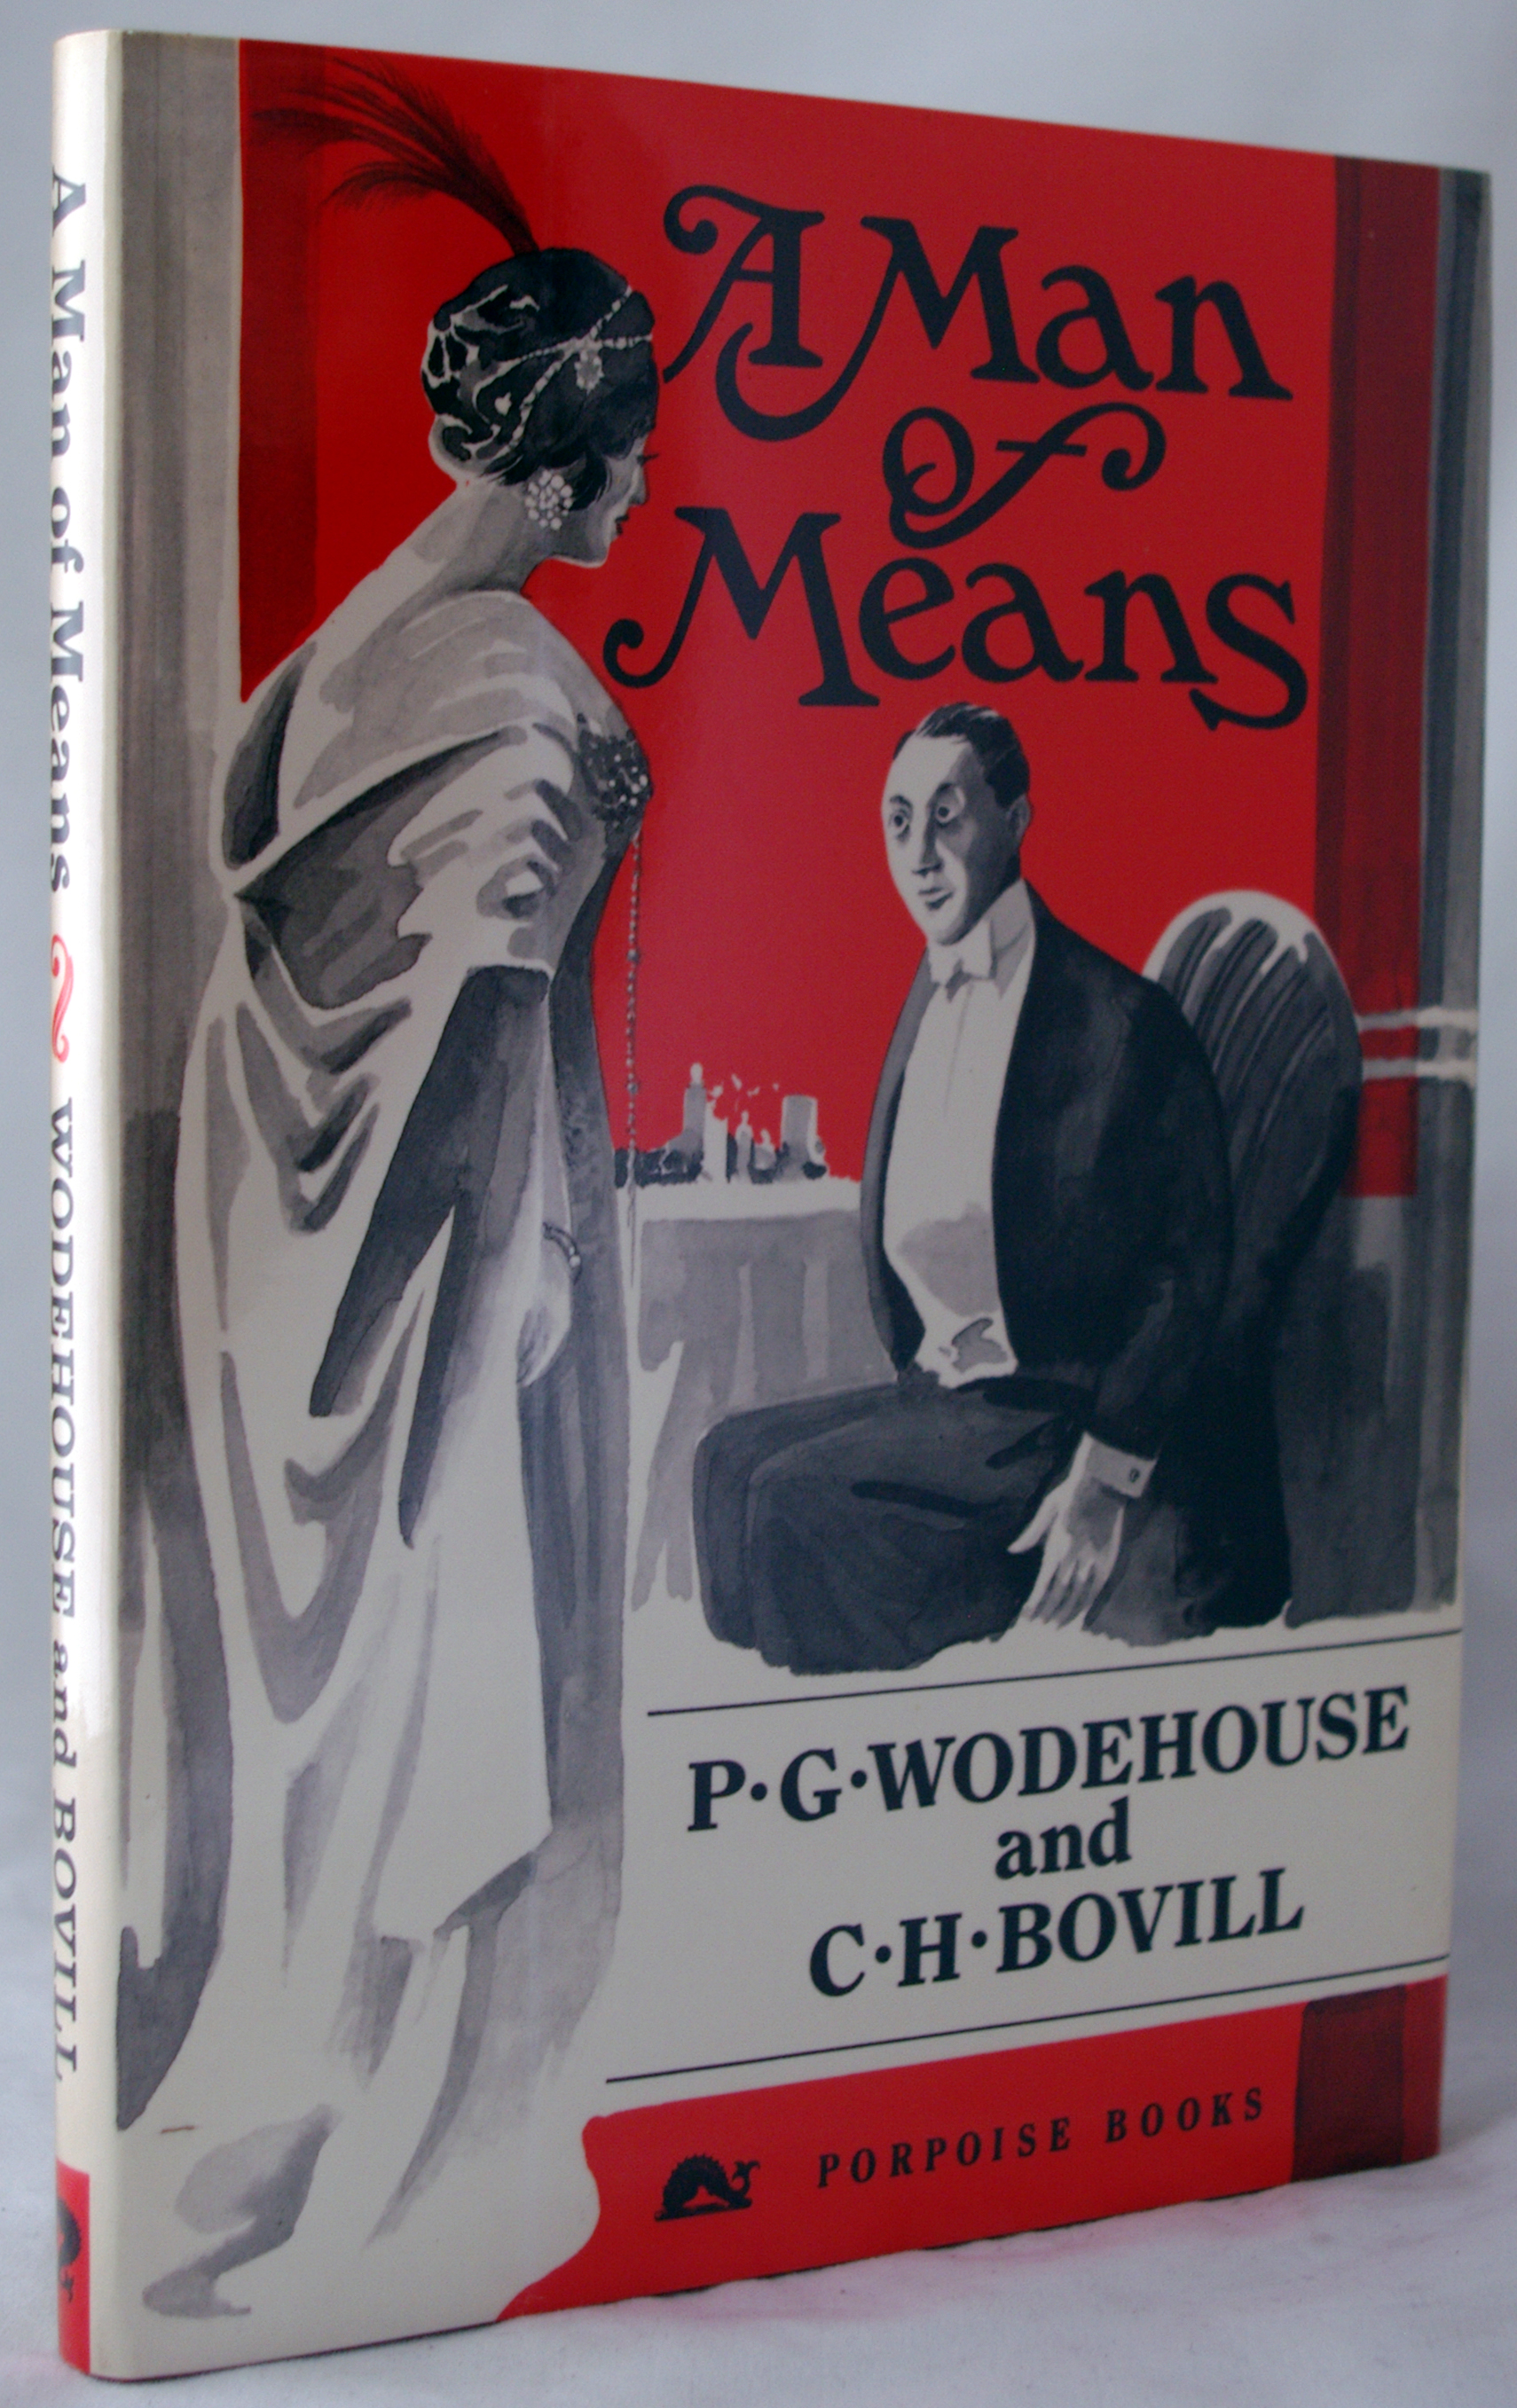 A Man of Means WODEHOUSE and BOVILL
A Man
of
Means
P·G·WODEHOUSE
and
C·H·BOVILL
PORPOISE BOOKS